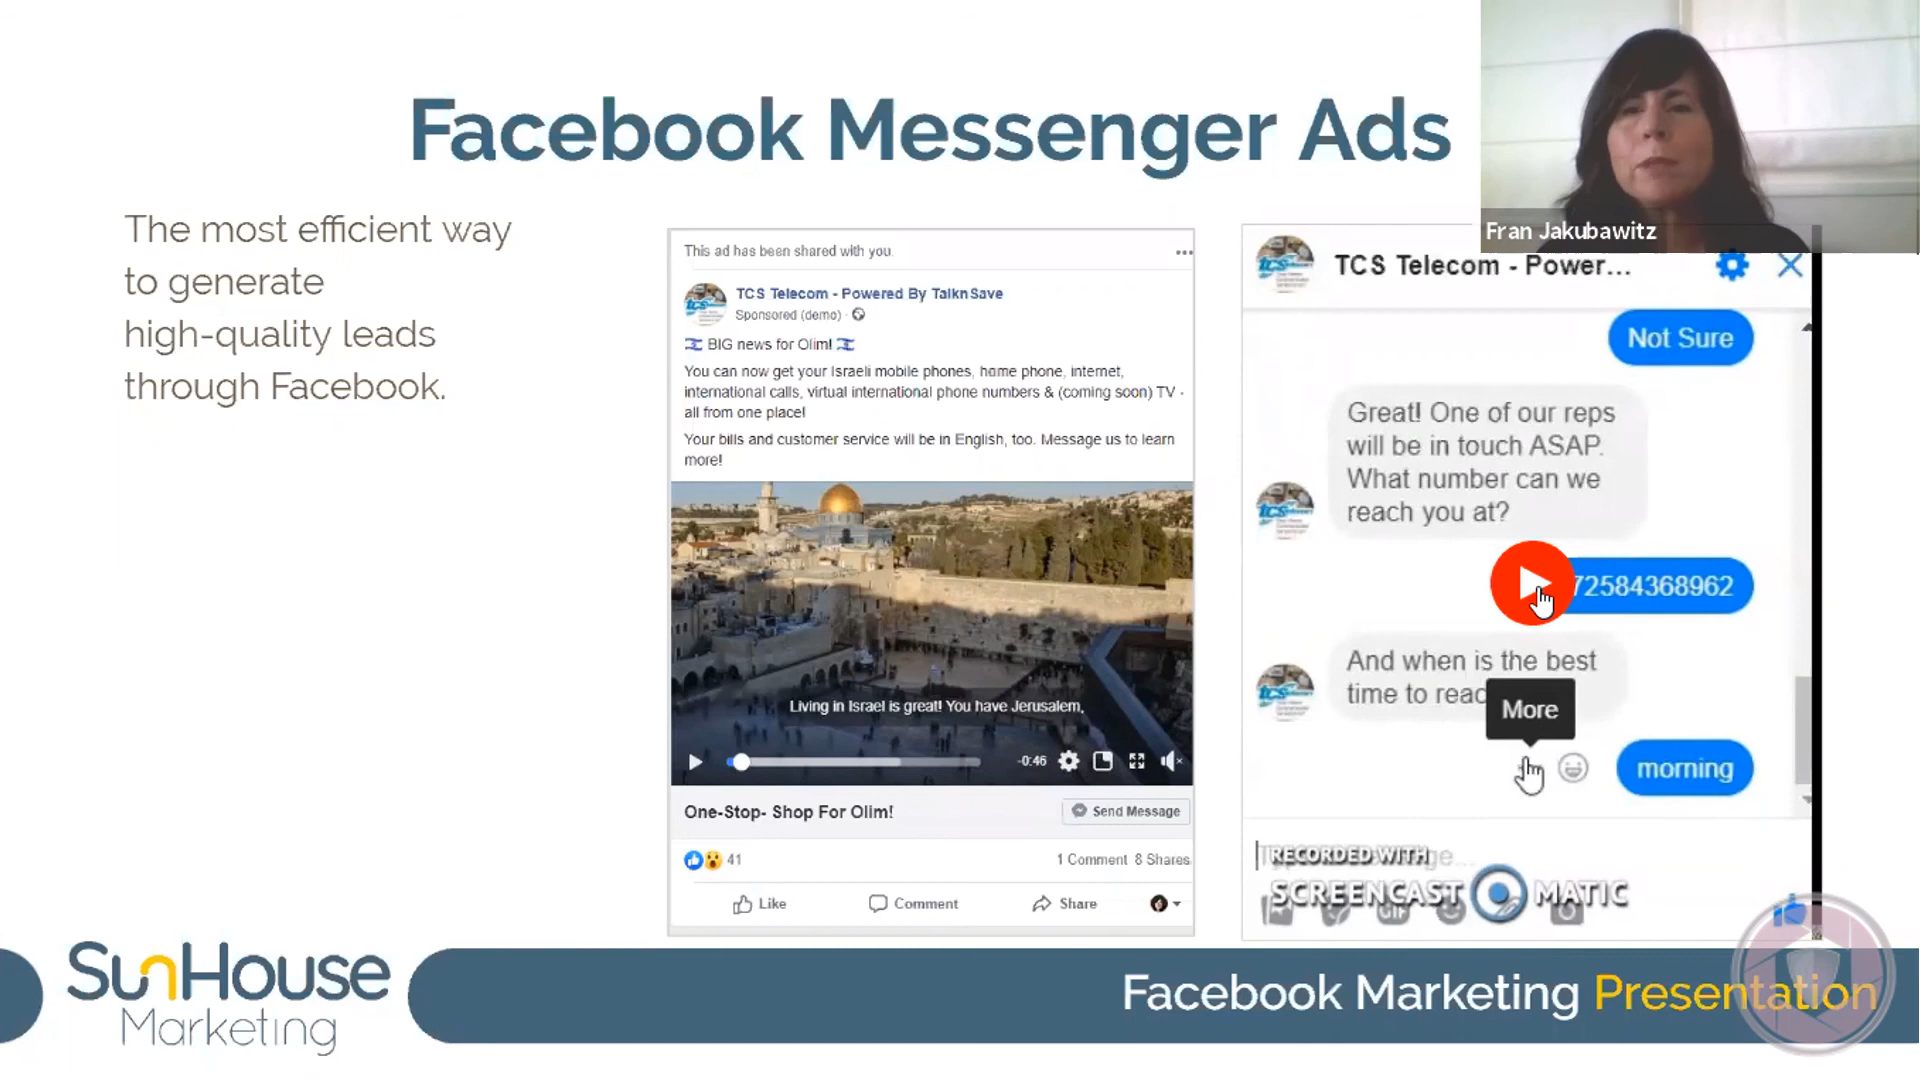 Facebook Messenger Ads
The most efficient way
to generate
high-quality leads
through Facebook.
This ad has been shared with you.
TCS Telecom - Powered By TalknSave
Sponsored (demo) ·
BIG news for Olim!
You can now get your Israeli mobile phones, home phone, internet,
international calls, virtual international phone numbers & (coming soon) TV -
all from one place!
Your bills and customer service will be in English, too. Message us to learn
more!
Living in Israel is great! You have Jerusalem,
-0:46
One-Stop- Shop For Olim!
Send Message
41
1 Comment 8 Shares
Like
Comment
Share
Fran Jakubawitz
TCS Telecom - Power...
Not Sure
Great! One of our reps
will be in touch ASAP.
What number can we
reach you at?
72584368962
And when is the best
time to reac
More
morning
RECORDED WITH
SCREENCAST MATIC
GIF
SunHouse
Marketing
Facebook Marketing Presentation